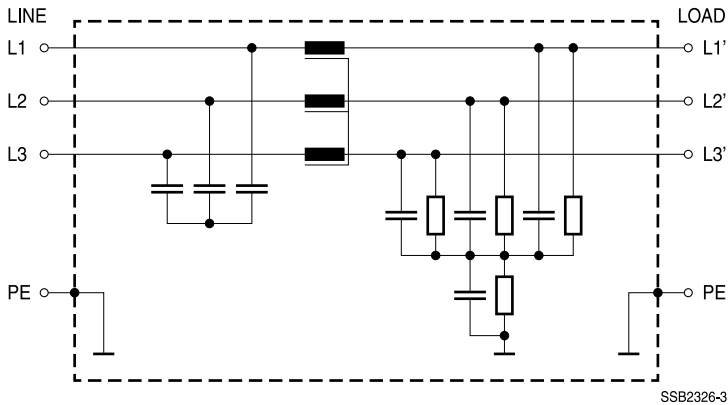 LINE LOAD
L1 L1'
L2 L2'
L3 L3'
PE PE
SSB2326-3